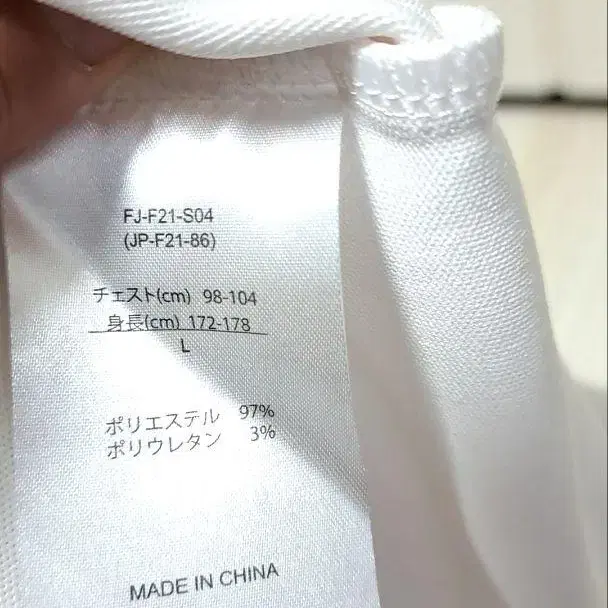 FJ-F21-S04
(JP-F21-86)
チェスト(cm) 98-104
身長(cm) 172-178
L
ポリエステル 97%
ポリウレタン 3%
MADE IN CHINA